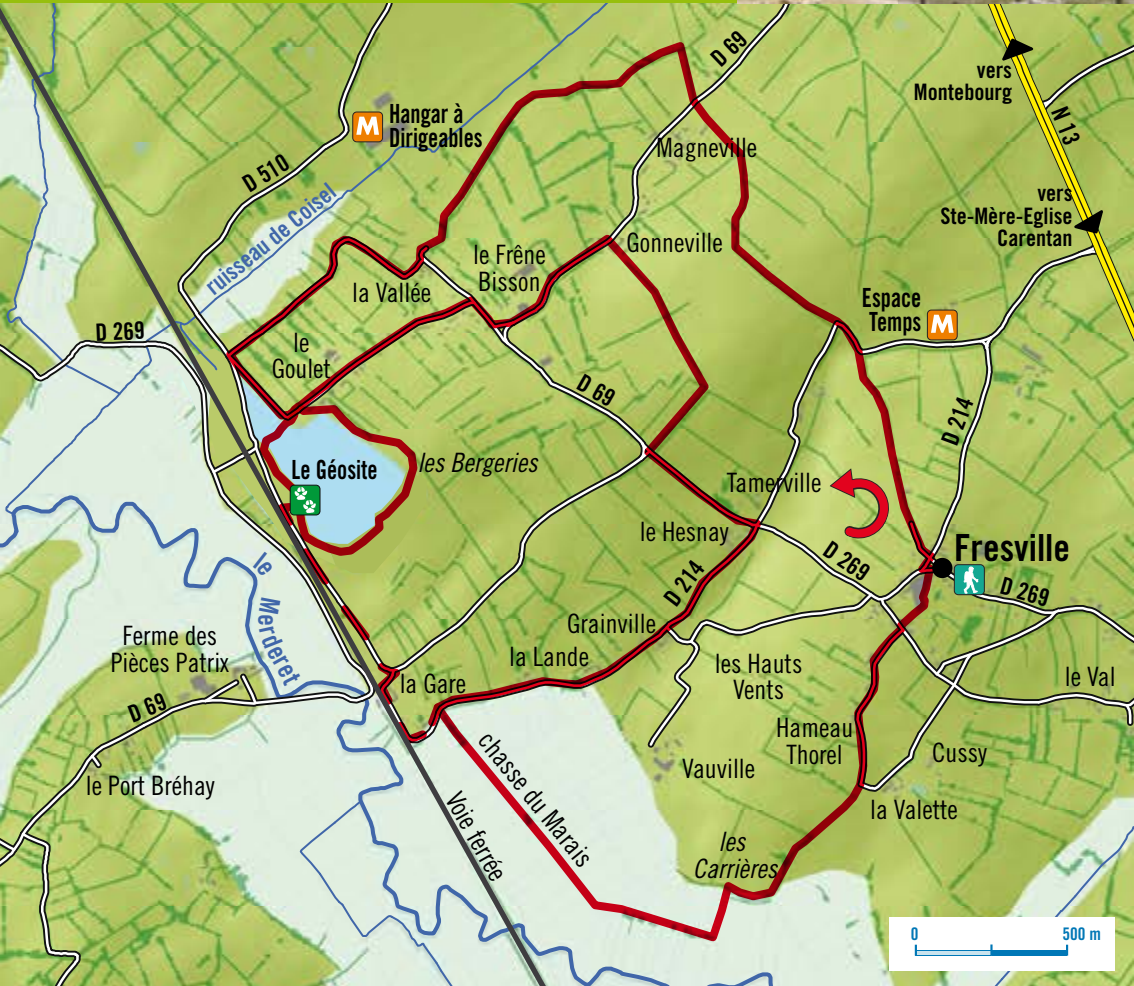 D 69
vers
Montebourg
N 13
M
Hangar à
Dirigeables
Magneville
D 510
ruisseau de Coisel
vers
Ste-Mère-Eglise
Carentan
Gonneville
le Frêne
Bisson
la Vallée
Espace
Temps
M
D 269
le
Goulet
D 69
D 214
Le Géosite
les Bergeries
Tamerville
le Hesnay
D 269
Fresville
D 269
le
Merderet
D 214
Grainville
Ferme des
Pièces Patrix
la Lande
les Hauts
Vents
le Val
la Gare
D 69
Hameau
Thorel
Cussy
chasse du Marais
Vauville
le Port Bréhay
Voie ferrée
la Valette
les
Carrières
0
500 m